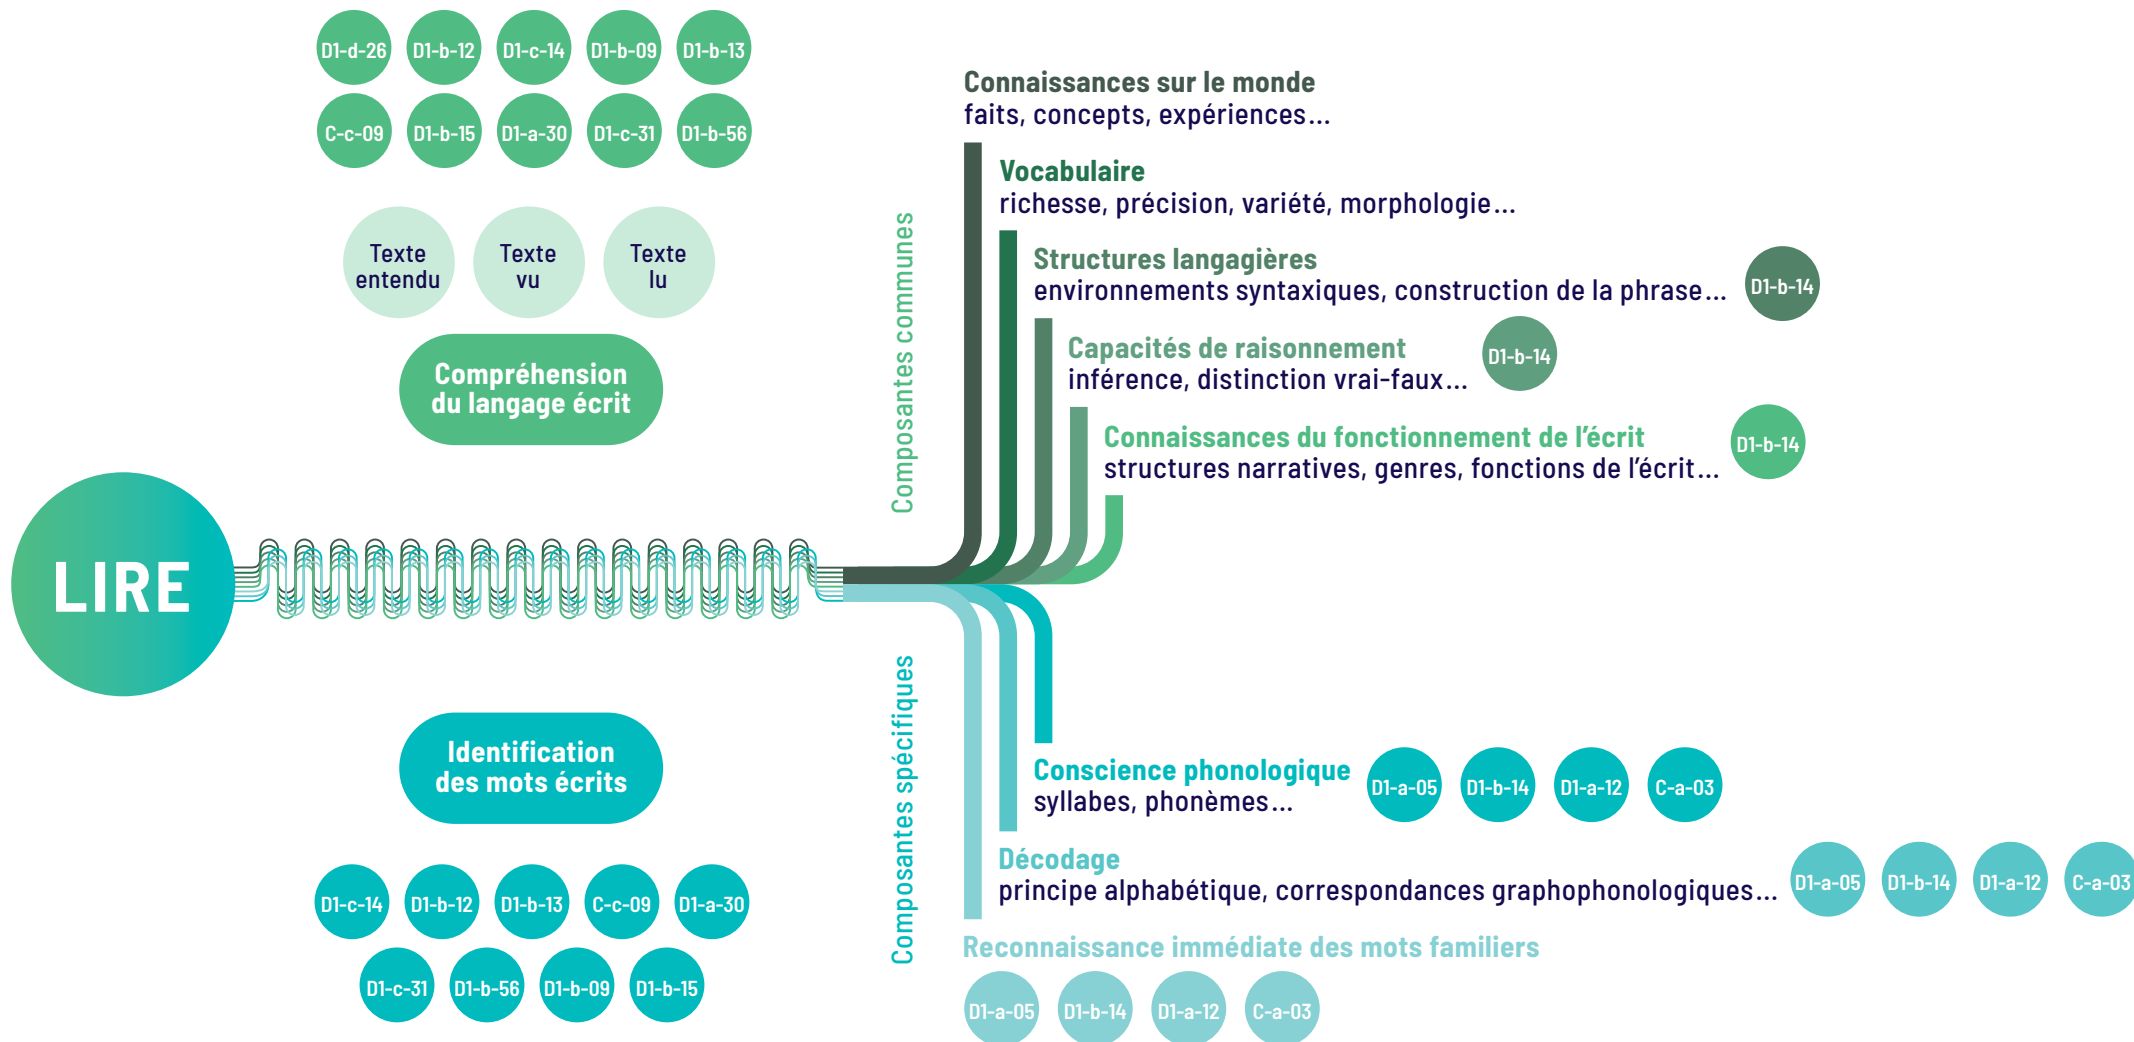 D1-d-26 D1-b-12 D1-c-14 D1-b-09 D1-b-13
C-c-09 D1-b-15 D1-a-30 D1-c-31 D1-b-56
Texte
entendu
Texte
vu
Texte
lu
Compréhension
du langage écrit
LIRE
Identification
des mots écrits
D1-c-14 D1-b-12 D1-b-13 C-c-09 D1-a-30
D1-c-31 D1-b-56 D1-b-09 D1-b-15
Composantes communes
Connaissances sur le monde
faits, concepts, expériences...
Vocabulaire
richesse, précision, variété, morphologie...
Structures langagières
environnements syntaxiques, construction de la phrase...
D1-b-14
Capacités de raisonnement
inférence, distinction vrai-faux...
D1-b-14
Connaissances du fonctionnement de l'écrit
structures narratives, genres, fonctions de l'écrit...
D1-b-14
Composantes spécifiques
Conscience phonologique
syllabes, phonèmes...
D1-a-05 D1-b-14 D1-a-12 C-a-03
Décodage
principe alphabétique, correspondances graphophonologiques...
D1-a-05 D1-b-14 D1-a-12 C-a-03
Reconnaissance immédiate des mots familiers
D1-a-05 D1-b-14 D1-a-12 C-a-03